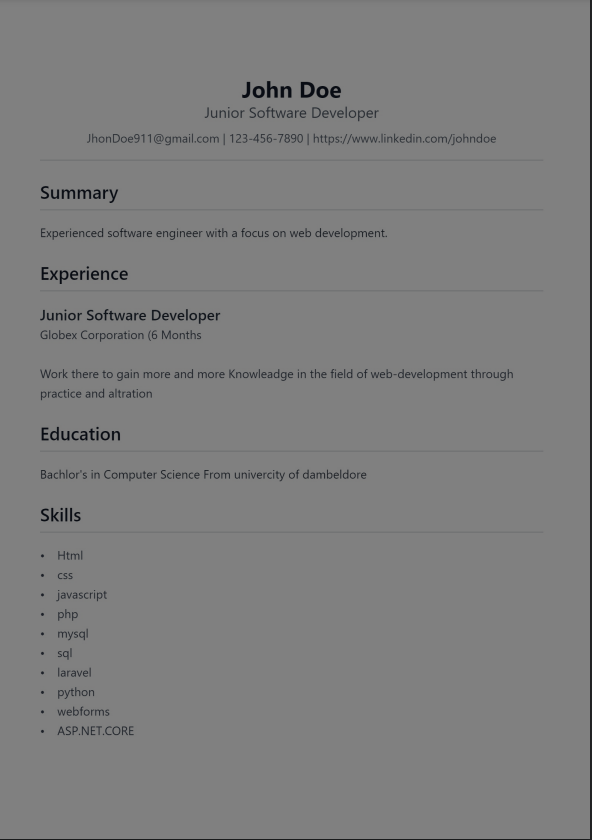 John Doe
Junior Software Developer
JhonDoe911@gmail.com | 123-456-7890 | https://www.linkedin.com/johndoe
Summary
Experienced software engineer with a focus on web development.
Experience
Junior Software Developer
Globex Corporation (6 Months
Work there to gain more and more Knowleadge in the field of web-development through
practice and altration
Education
Bachlor's in Computer Science From univercity of dambeldore
Skills
• Html
• css
• javascript
• php
• mysql
• sql
• laravel
• python
• webforms
• ASP.NET.CORE